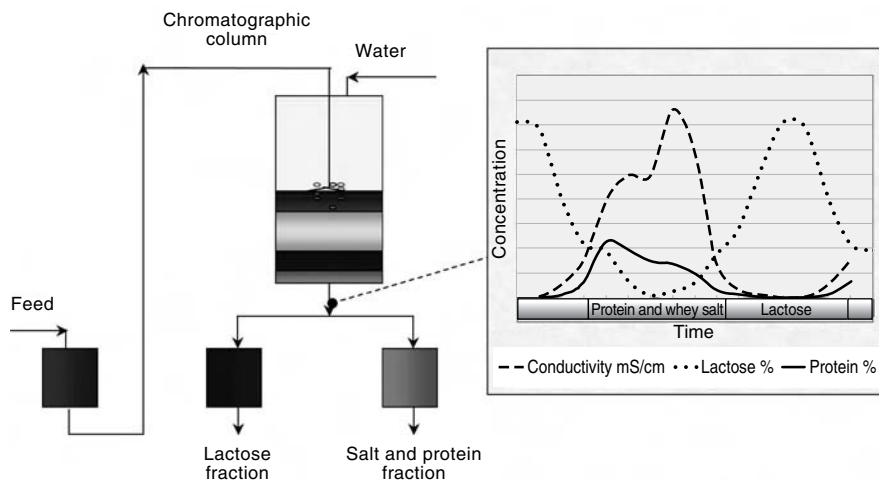 Chromatographic
column
Water
Feed
Lactose
fraction
Salt and protein
fraction
Concentration
Protein and whey salt
Lactose
Time
Conductivity mS/cm
Lactose %
Protein %